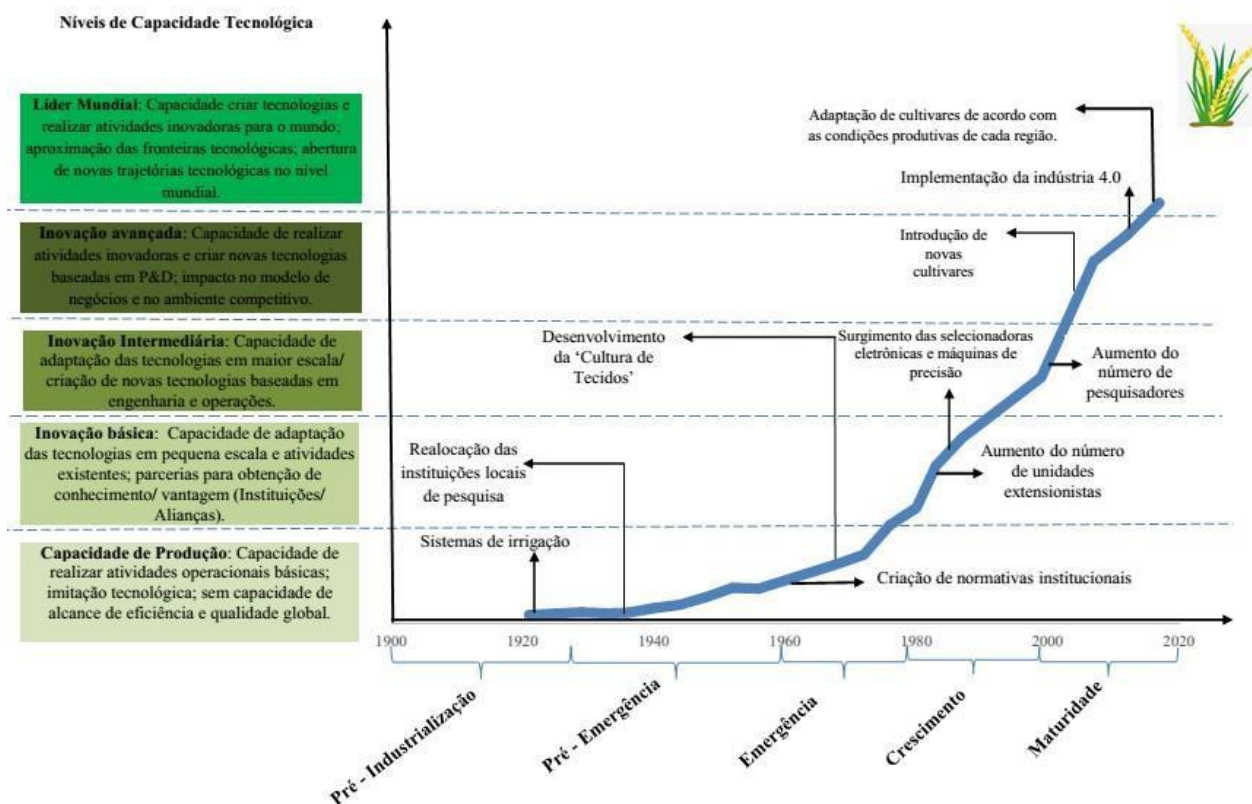 Níveis de Capacidade Tecnológica
Líder Mundial: Capacidade criar tecnologias e
realizar atividades inovadoras para o mundo;
aproximação das fronteiras tecnológicas; abertura
de novas trajetórias tecnológicas no nível
mundial.
Inovação avançada: Capacidade de realizar
atividades inovadoras e criar novas tecnologias
baseadas em P&D; impacto no modelo de
negócios e no ambiente competitivo.
Inovação Intermediária: Capacidade de
adaptação das tecnologias em maior escala/
criação de novas tecnologias baseadas em
engenharia e operações.
Inovação básica: Capacidade de adaptação
das tecnologias em pequena escala e atividades
existentes; parcerias para obtenção de
conhecimento/ vantagem (Instituições/
Alianças).
Capacidade de Produção: Capacidade de
realizar atividades operacionais básicas;
imitação tecnológica; sem capacidade de
alcance de eficiência e qualidade global.
Adaptação de cultivares de acordo com
as condições produtivas de cada região.
Implementação da indústria 4.0
Introdução de
novas
cultivares
Desenvolvimento
da ‘Cultura de
Tecidos’
Surgimento das selecionadoras
eletrônicas e máquinas de
precisão
Aumento do
número de
pesquisadores
Realocação das
instituições locais
de pesquisa
Aumento do número
de unidades
extensionistas
Sistemas de irrigação
Criação de normativas institucionais
1900 1920 1940 1960 1980 2000 2020
Pré - Industrialização
Pré - Emergência
Emergência
Crescimento
Maturidade